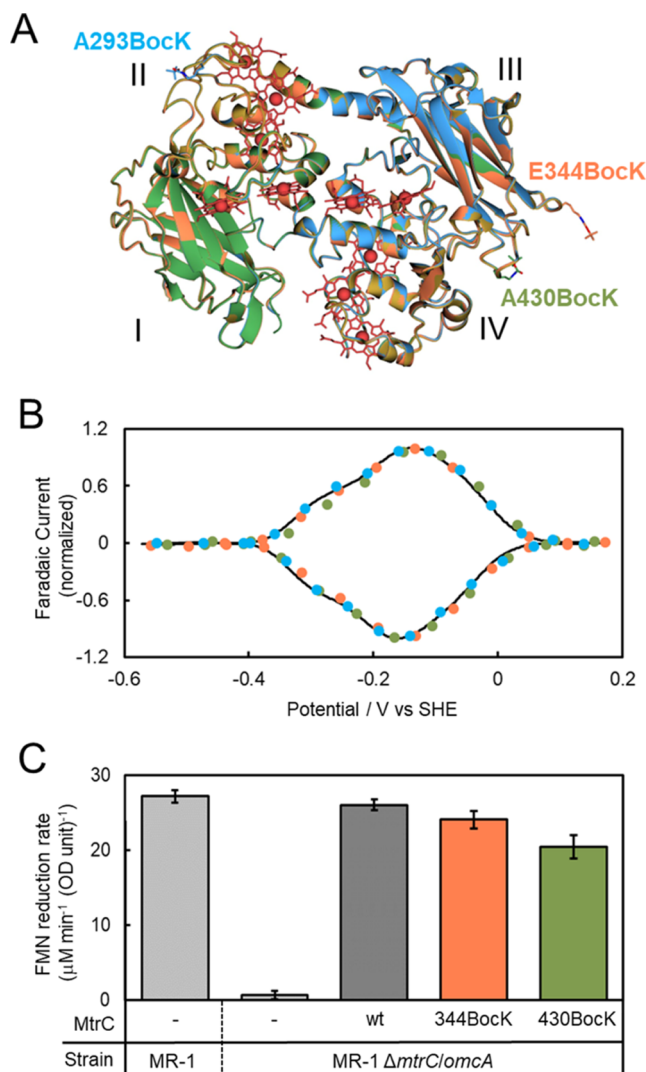 A
A293BocK
II
III
E344BocK
A430BocK
I
IV
B
Faradaic Current
(normalized)
1.2
0.6
0
-0.6
-1.2
-0.6
-0.4
-0.2
0
0.2
Potential / V vs SHE
C
FMN reduction rate
(μM min⁻¹ (OD unit)⁻¹)
30
20
10
0
MtrC - - wt 344BocK 430BocK
Strain MR-1 MR-1 ΔmtrC/omcA